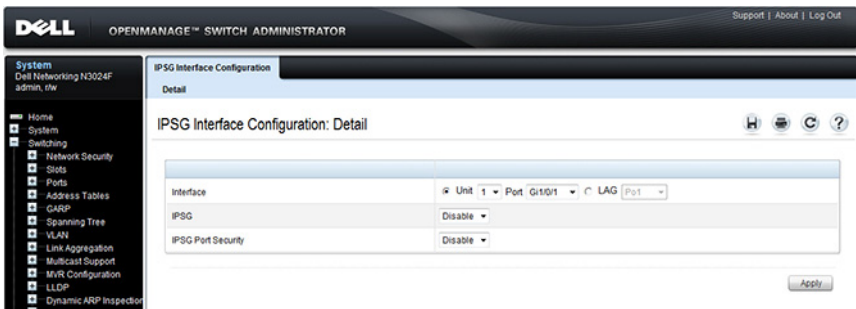 Support | About | Log Out
DELL
OPENMANAGE™ SWITCH ADMINISTRATOR
System
Dell Networking N3024F
admin, r/w
Home
System
Switching
Network Security
Slots
Ports
Address Tables
GARP
Spanning Tree
VLAN
Link Aggregation
Multicast Support
MVR Configuration
LLDP
Dynamic ARP Inspection
IPSG Interface Configuration
Detail
IPSG Interface Configuration: Detail
Interface Unit 1 Port Gi1/0/1 LAG Po1
IPSG Disable
IPSG Port Security Disable
Apply